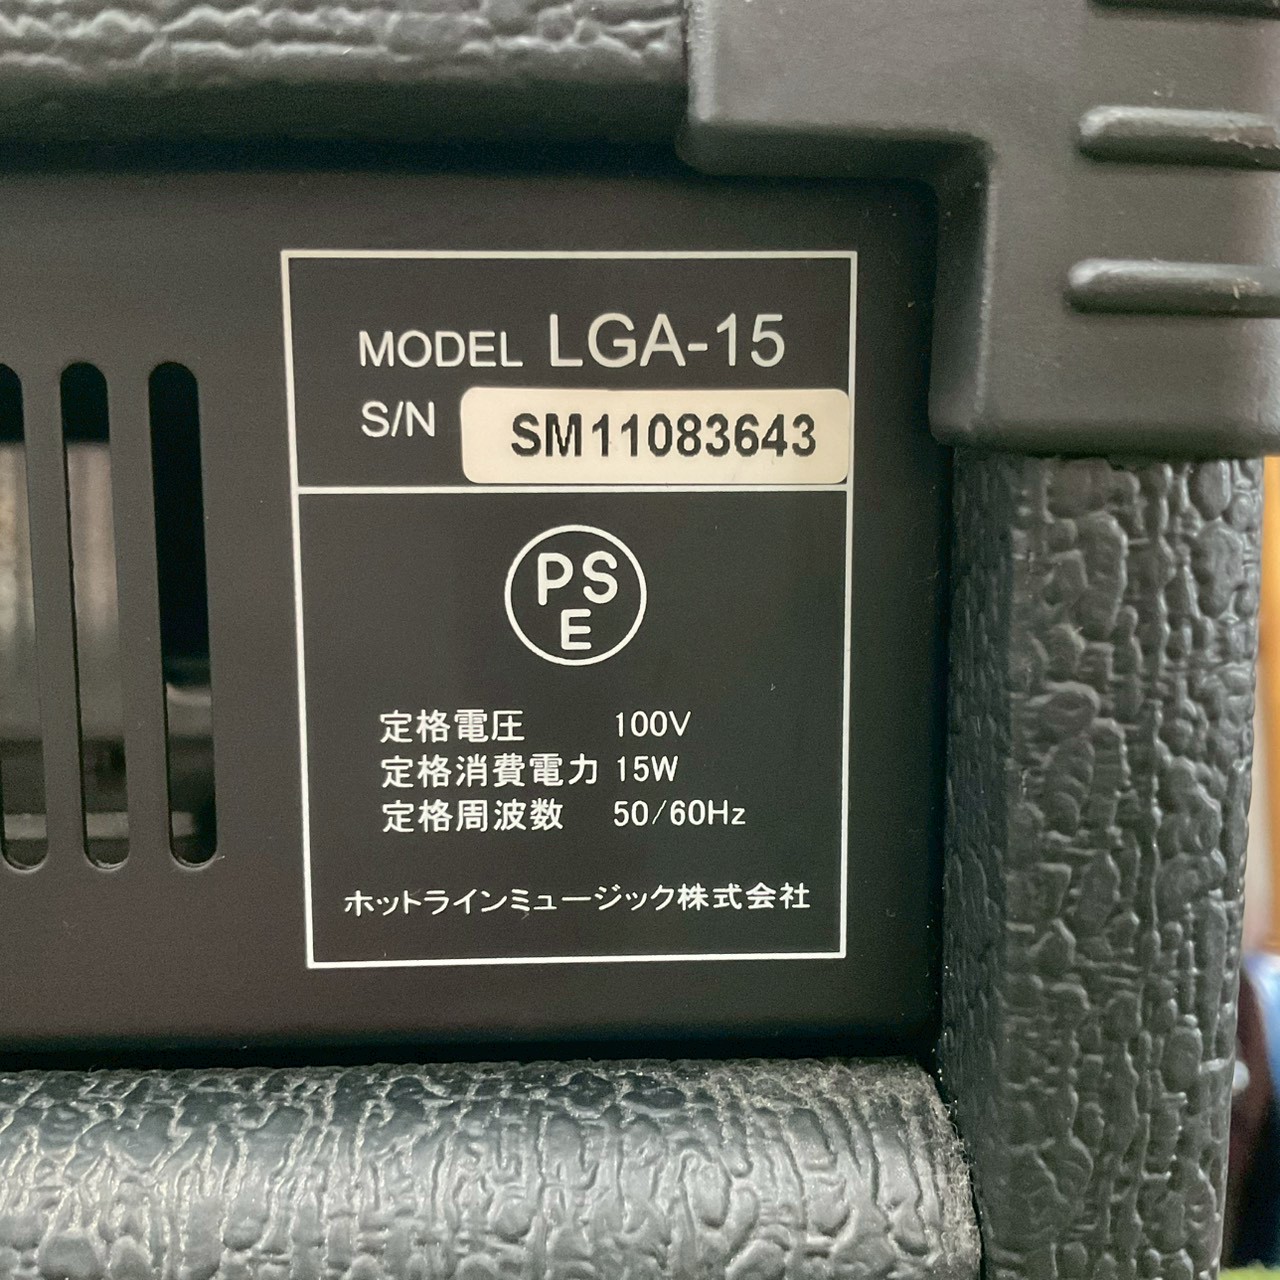 MODEL LGA-15
S/N SM11083643
PSE
定格電圧 100V
定格消費電力 15W
定格周波数 50/60Hz
ホットラインミュージック株式会社